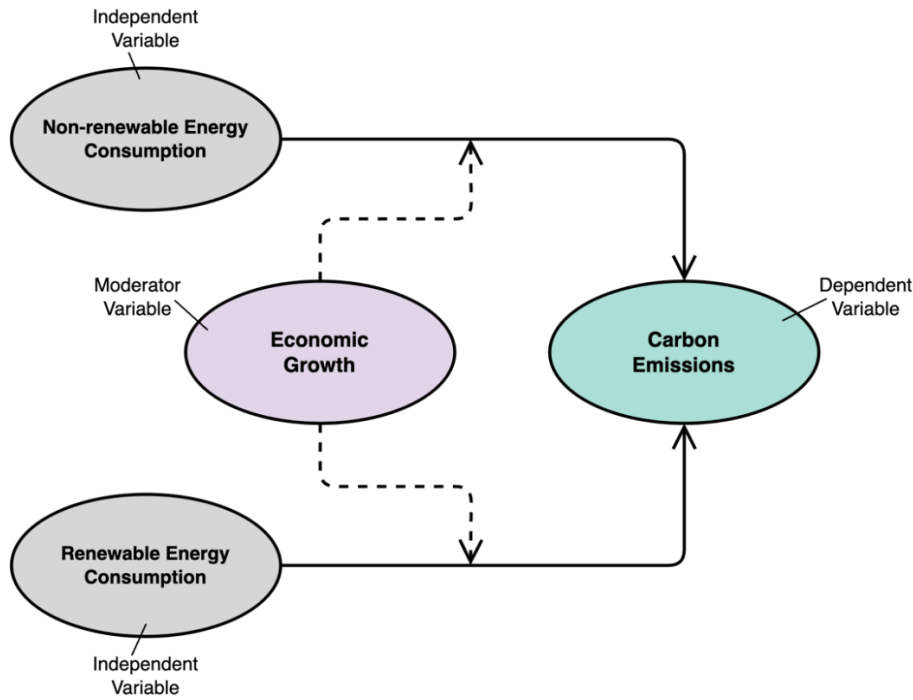 Independent
Variable
Non-renewable Energy
Consumption
Moderator
Variable
Economic
Growth
Dependent
Variable
Carbon
Emissions
Renewable Energy
Consumption
Independent
Variable